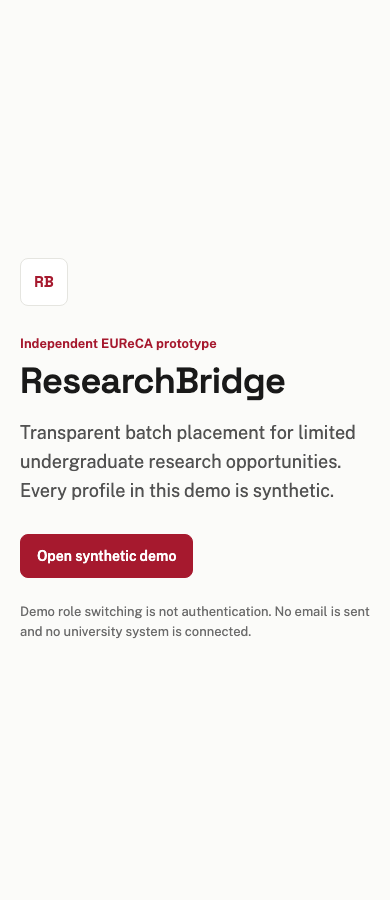 RB
Independent EUReCA prototype
ResearchBridge
Transparent batch placement for limited
undergraduate research opportunities.
Every profile in this demo is synthetic.
Open synthetic demo
Demo role switching is not authentication. No email is sent
and no university system is connected.